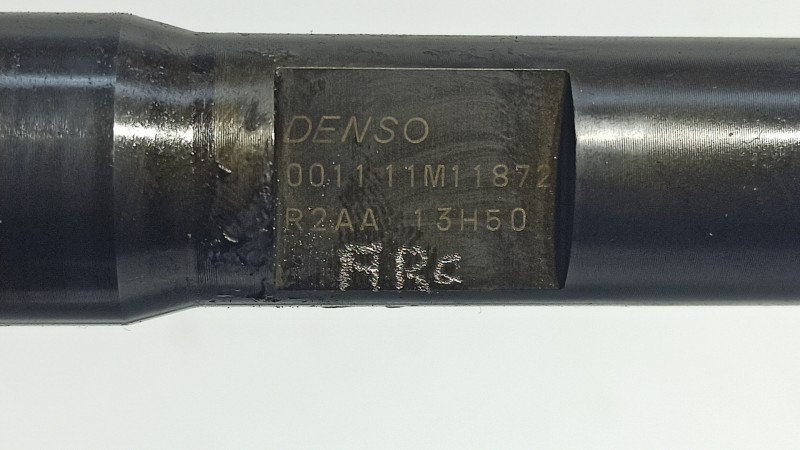 DENSO
0011 11M11872
R2AA 13H50
ARc